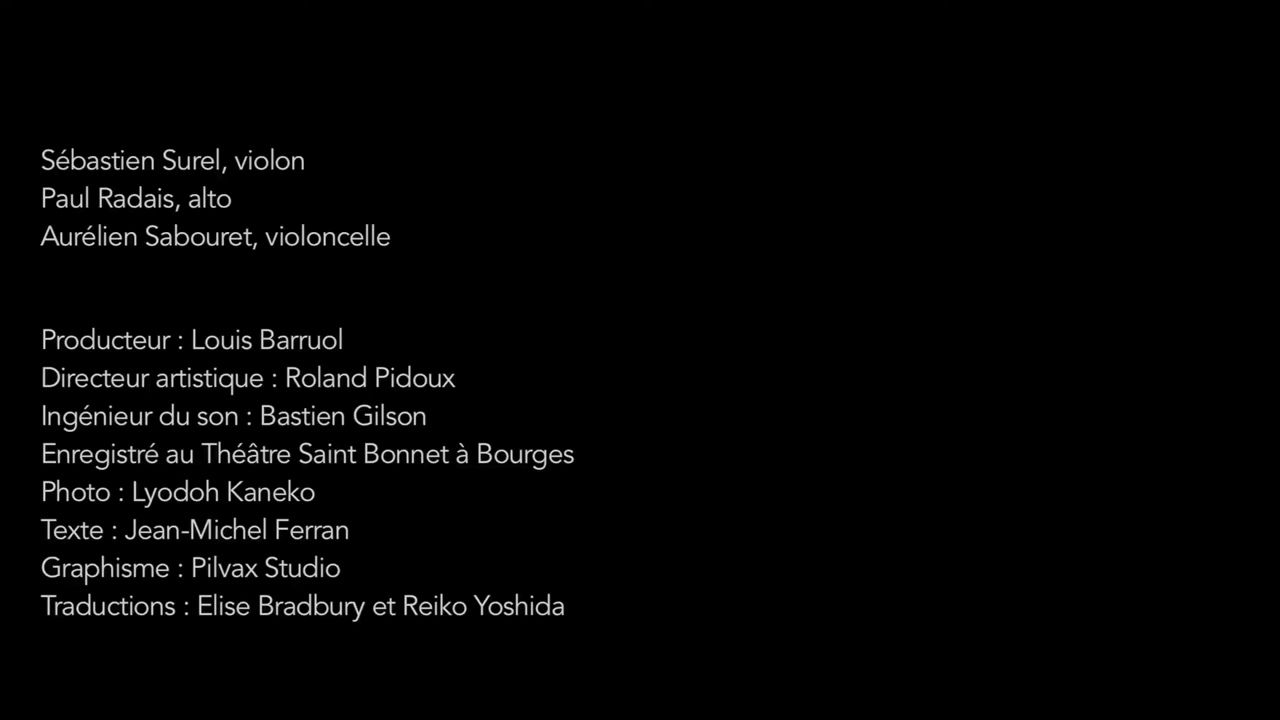 Sébastien Surel, violon
Paul Radais, alto
Aurélien Sabouret, violoncelle
Producteur : Louis Barruol
Directeur artistique : Roland Pidoux
Ingénieur du son : Bastien Gilson
Enregistré au Théâtre Saint Bonnet à Bourges
Photo : Lyodoh Kaneko
Texte : Jean-Michel Ferran
Graphisme : Pilvax Studio
Traductions : Elise Bradbury et Reiko Yoshida